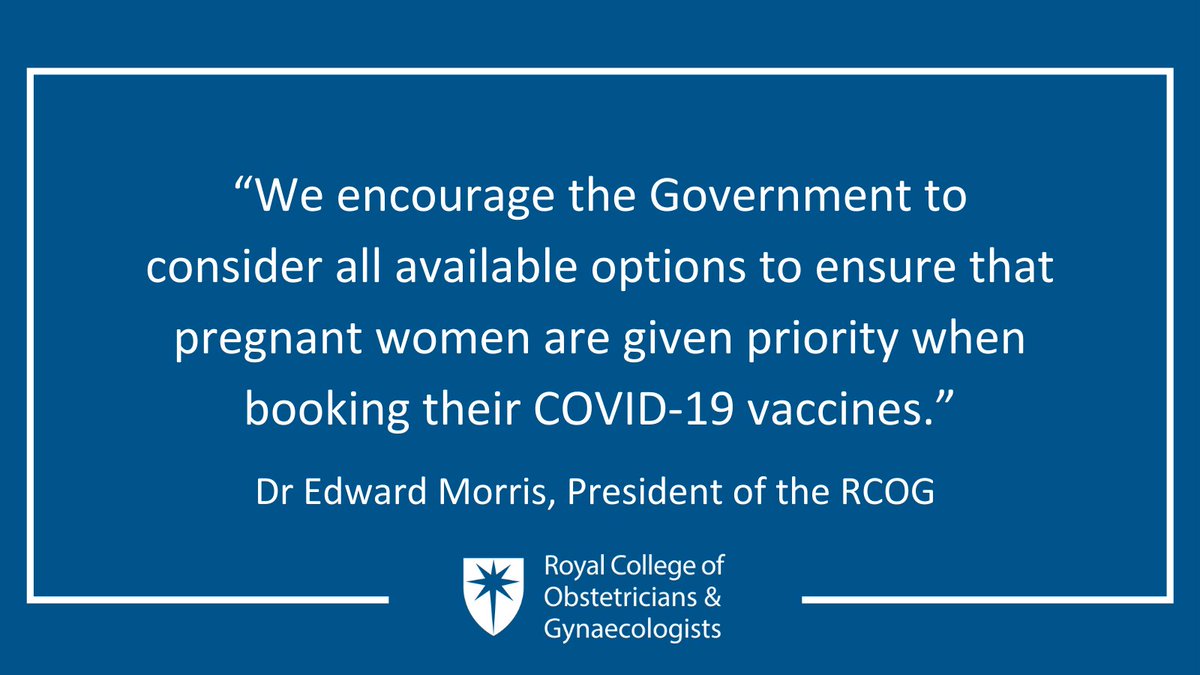 “We encourage the Government to
consider all available options to ensure that
pregnant women are given priority when
booking their COVID-19 vaccines.”
Dr Edward Morris, President of the RCOG
Royal College of
Obstetricians &
Gynaecologists